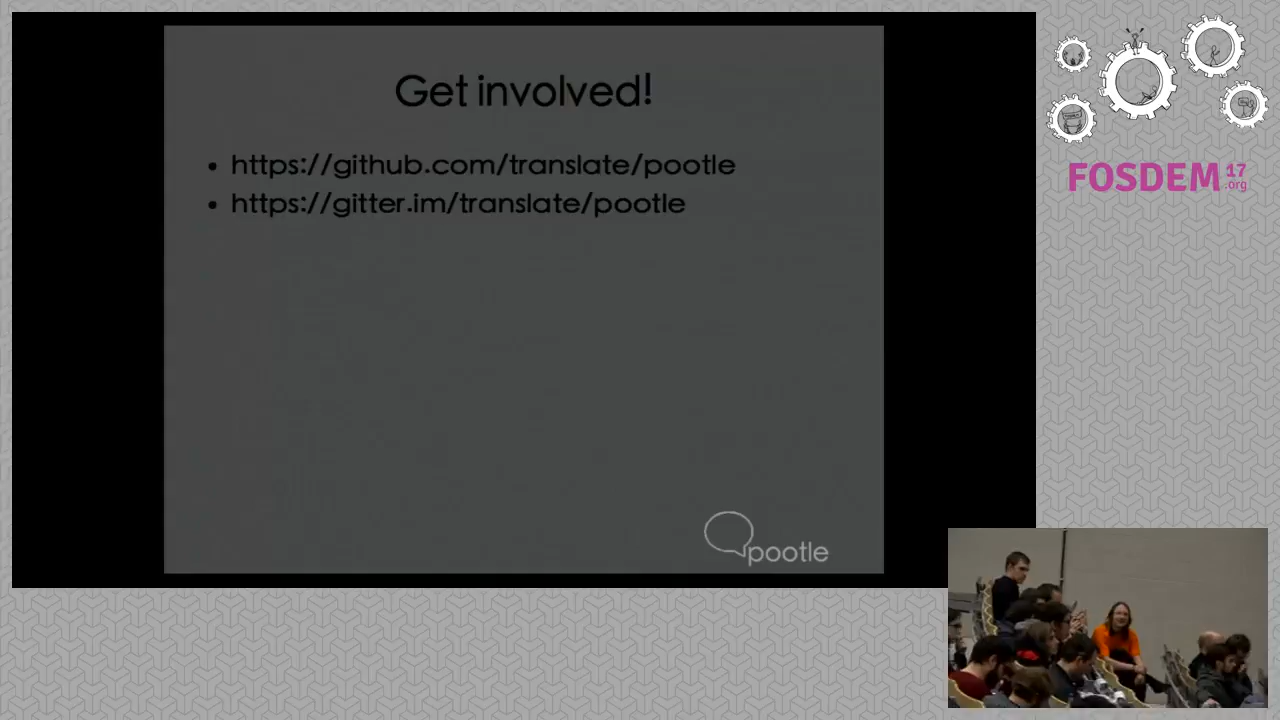 Get involved!
• https://github.com/translate/pootle
• https://gitter.im/translate/pootle
pootle
FOSDEM 17
.org